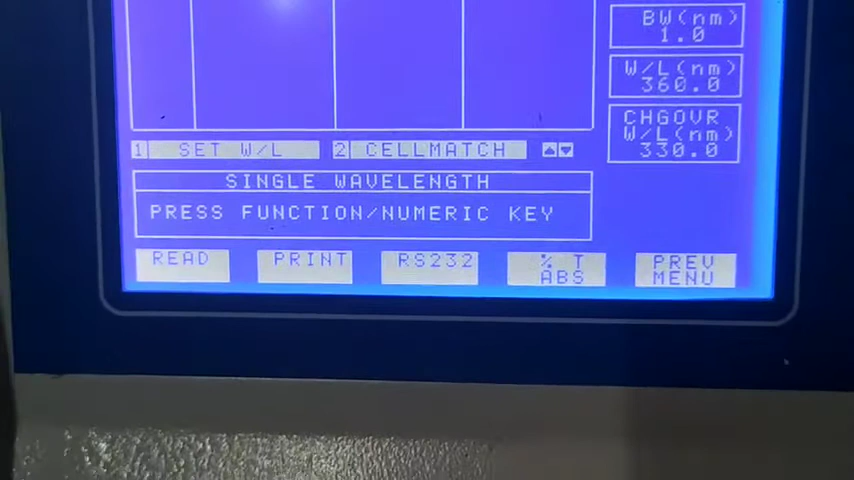 BW(nm)
1.0
W/L(nm)
360.0
CHGOVR
W/L(nm)
330.0
1 SET W/L 2 CELLMATCH
SINGLE WAVELENGTH
PRESS FUNCTION/NUMERIC KEY
READ PRINT RS232 % T ABS PREV MENU